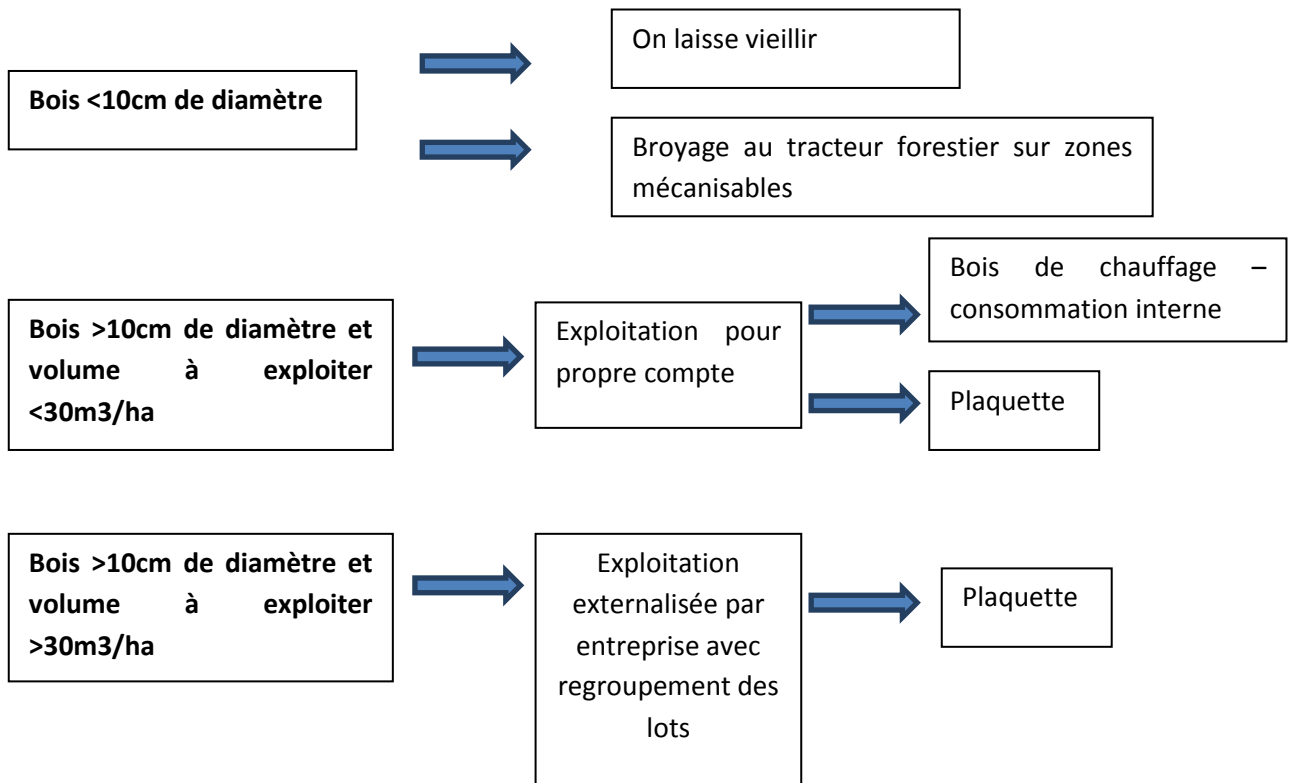 On laisse vieillir
Bois <10cm de diamètre
Broyage au tracteur forestier sur zones
mécanisables
Bois de chauffage –
consommation interne
Bois >10cm de diamètre et
volume à exploiter
<30m3/ha
Exploitation pour
propre compte
Plaquette
Bois >10cm de diamètre et
volume à exploiter
>30m3/ha
Exploitation
externalisée par
entreprise avec
regroupement des
lots
Plaquette